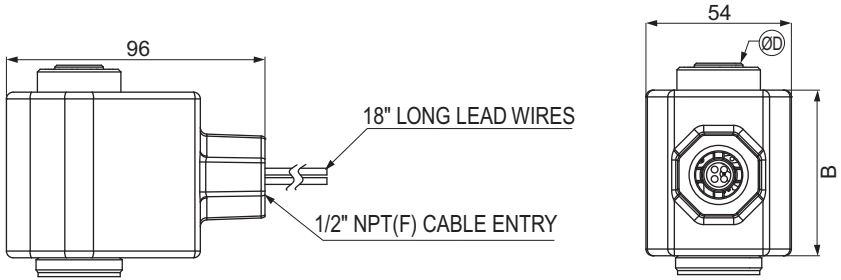 96
54
ØD
18" LONG LEAD WIRES
B
1/2" NPT(F) CABLE ENTRY